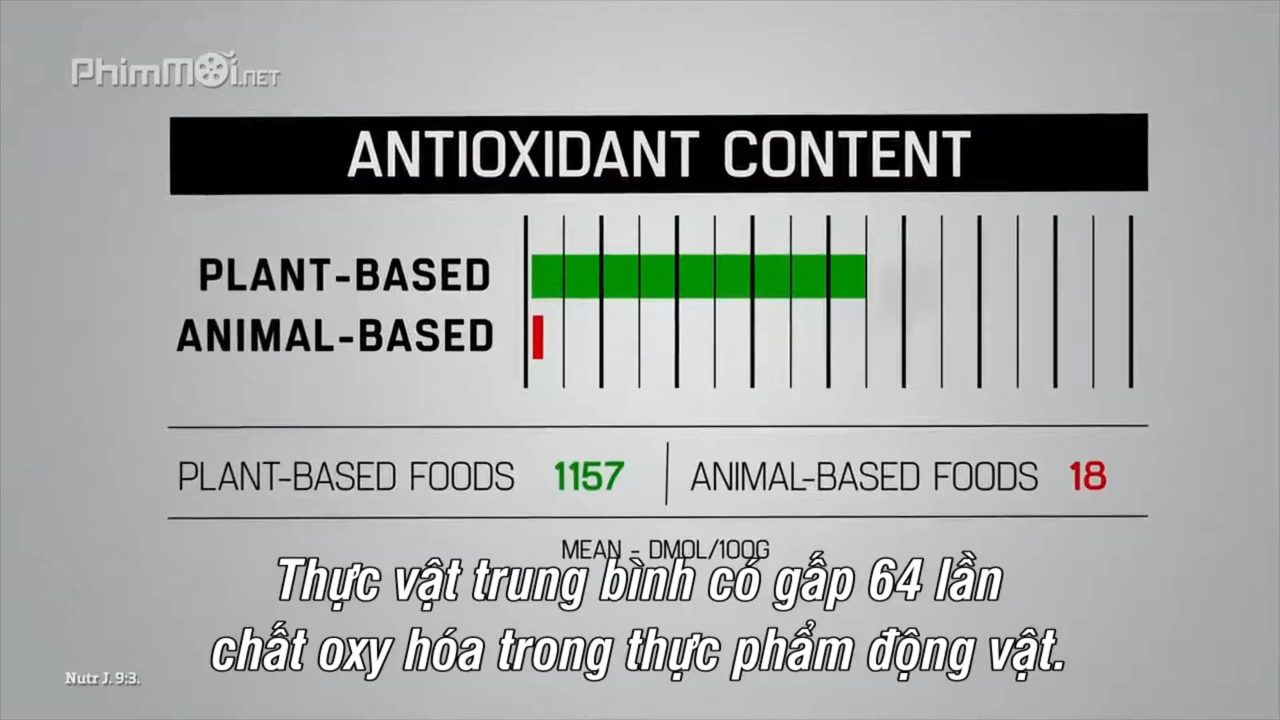 PhimMỡi.NET
ANTIOXIDANT CONTENT
PLANT-BASED
ANIMAL-BASED
PLANT-BASED FOODS 1157 ANIMAL-BASED FOODS 18
MEAN - DMOL/100G
Thực vật trung bình có gấp 64 lần
chất oxy hóa trong thực phẩm động vật.
Nutr J. 9:3.